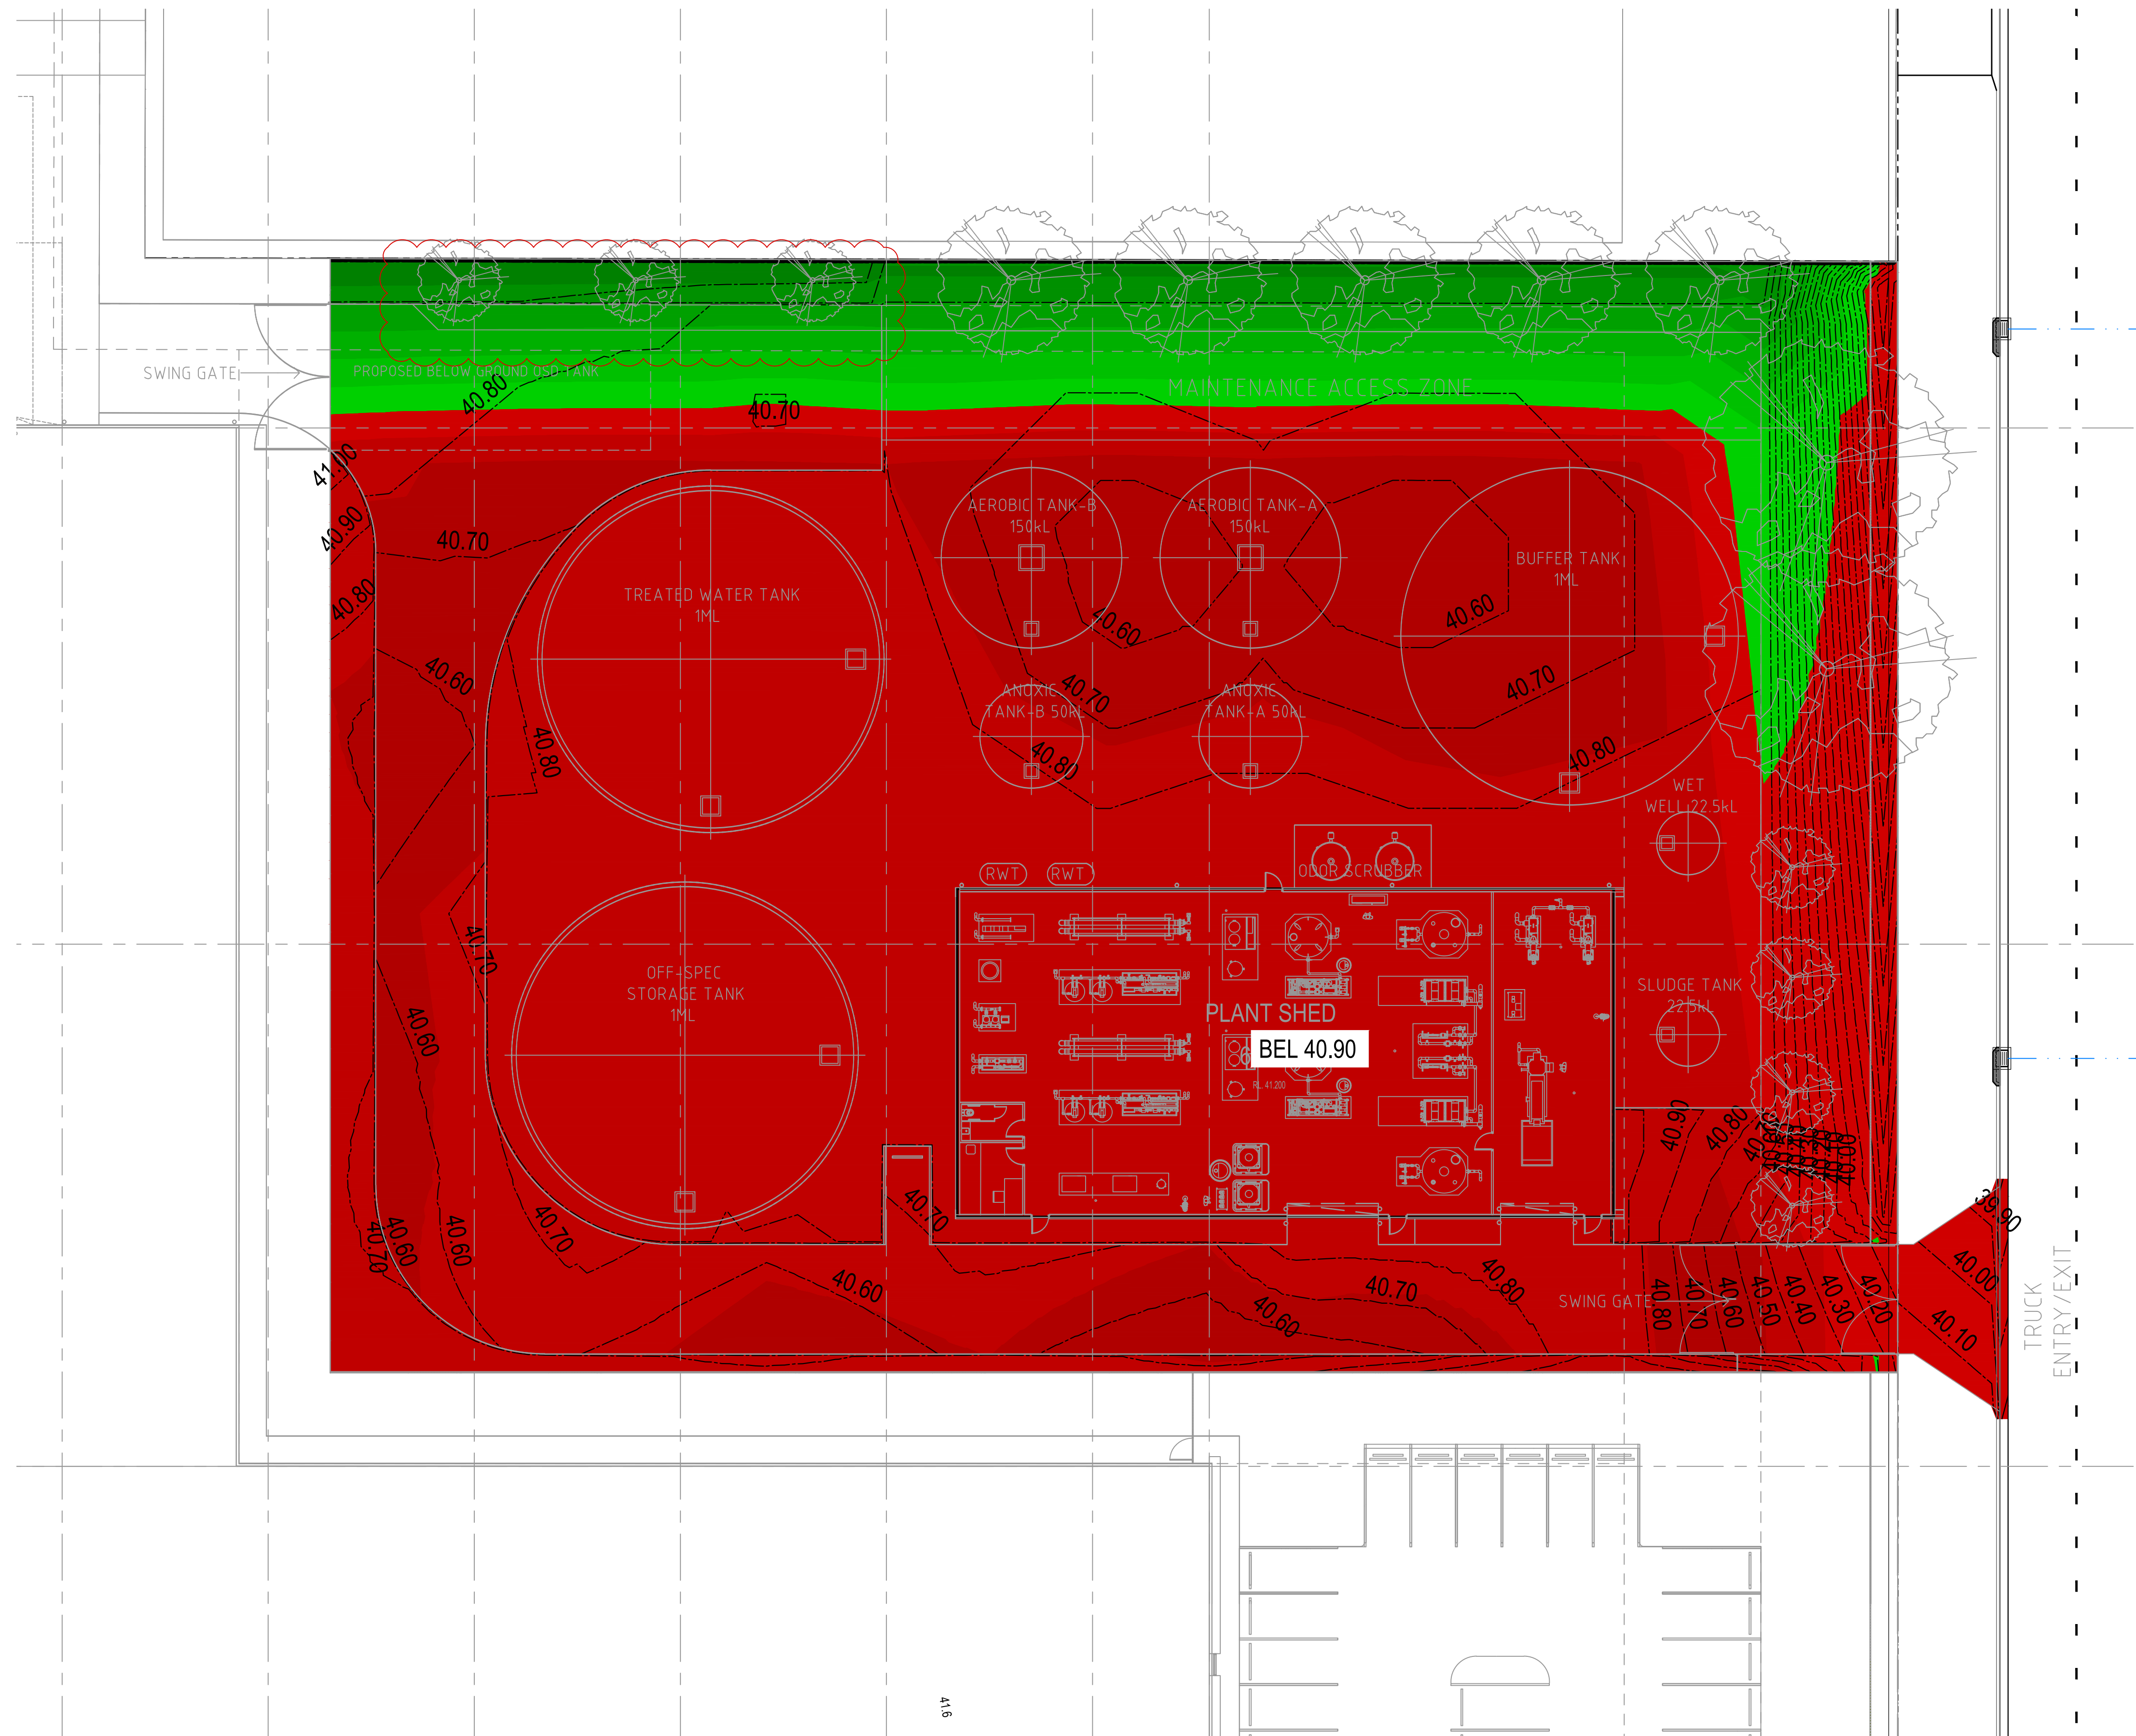 SWING GATE
PROPOSED BELOW GROUND OSD TANK
40.80
40.70
MAINTENANCE ACCESS ZONE
41.00
40.90
40.80
40.70
AEROBIC TANK-B
150kL
AEROBIC TANK-A
150kL
BUFFER TANK
1ML
TREATED WATER TANK
1ML
40.60
40.60
40.60
40.70
40.70
ANOXIC
TANK-B 50kL
ANOXIC
TANK-A 50kL
40.80
40.80
40.80
WET
WELL 22.5kL
RWT
RWT
ODOR SCRUBBER
40.70
OFF-SPEC
STORAGE TANK
1ML
SLUDGE TANK
22.5kL
PLANT SHED
BEL 40.90
RL 41.200
40.60
40.90
40.80
40.00
40.70
40.60
40.60
40.70
40.70
40.60
40.60
40.70
40.80
SWING GATE
40.80
40.70
40.60
40.50
40.40
40.30
40.20
40.10
40.00
39.90
TRUCK
ENTRY/EXIT
41.6